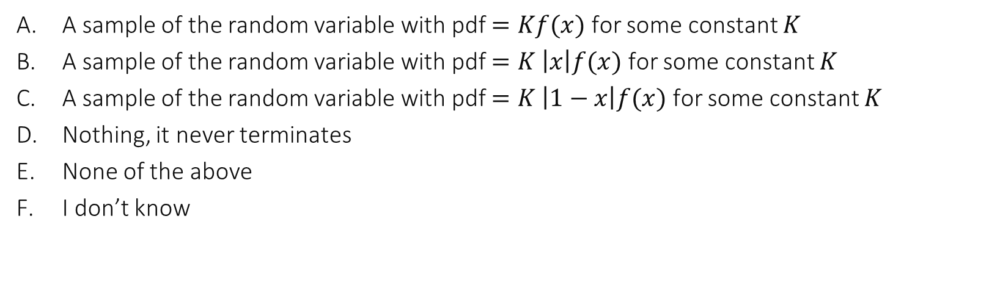 A. A sample of the random variable with pdf = Kf(x) for some constant K
B. A sample of the random variable with pdf = K |x|f(x) for some constant K
C. A sample of the random variable with pdf = K |1 − x|f(x) for some constant K
D. Nothing, it never terminates
E. None of the above
F. I don’t know